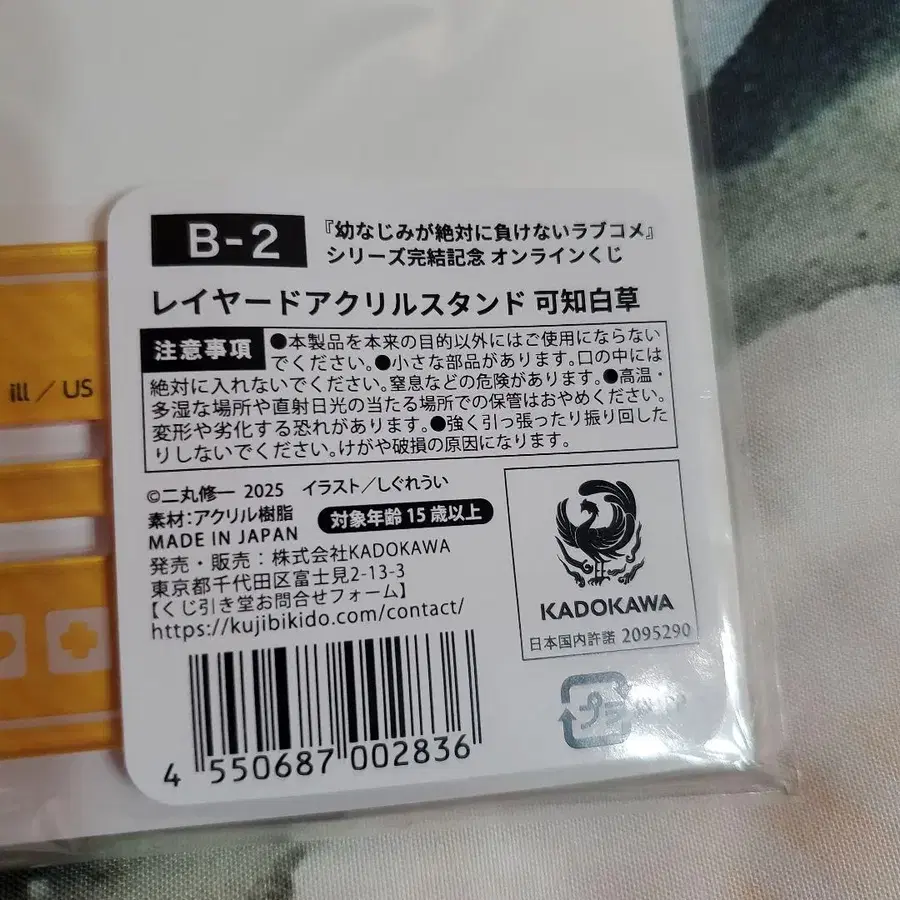 B-2
『幼なじみが絶対に負けないラブコメ』
シリーズ完結記念 オンラインくじ
レイヤードアクリルスタンド 可知白草
注意事項
●本製品を本来の目的以外にはご使用にならない
でください。●小さな部品があります。口の中には
絶対に入れないでください。窒息などの危険があります。●高温・
多湿な場所や直射日光の当たる場所での保管はおやめください。
変形や劣化する恐れがあります。●強く引っ張ったり振り回した
りしないでください。けがや破損の原因になります。
ill / US
©二丸修一 2025 イラスト/しぐれうい
素材:アクリル樹脂
対象年齢15歳以上
MADE IN JAPAN
発売・販売:株式会社KADOKAWA
東京都千代田区富士見2-13-3
【くじ引き堂お問合せフォーム】
https://kujibikido.com/contact/
KADOKAWA
日本国内許諾 2095290
プラ
4 550687 002836